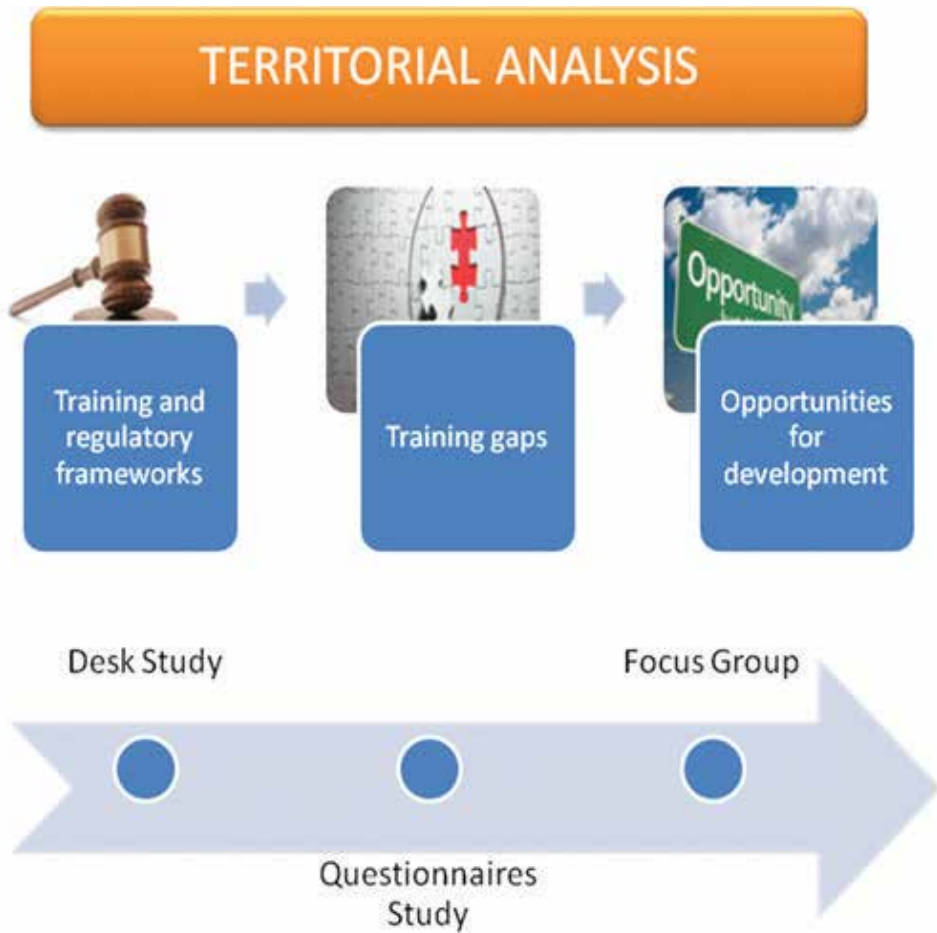 TERRITORIAL ANALYSIS
Opportunity
Training and
regulatory
frameworks
Training gaps
Opportunities
for
development
Desk Study
Focus Group
Questionnaires
Study